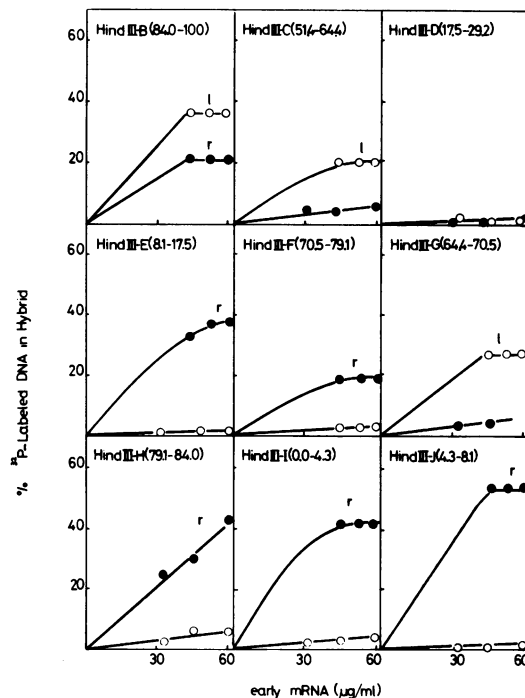 60
40
20
Hind III-B (84.0-100)
l
r
Hind III-C (51,4-64.4)
l
Hind III-D (17.5-29.2)
60
40
20
Hind III-E (8.1-17.5)
r
Hind III-F (70.5-79.1)
r
Hind III-G (64,4-70.5)
l
60
40
20
Hind III-H (79.1-84.0)
r
Hind III-I (0.0-4.3)
r
Hind III-J (4.3-8.1)
r
30 60 30 60 30 60
% ³²P-Labeled DNA in Hybrid
early mRNA (µg/ml)